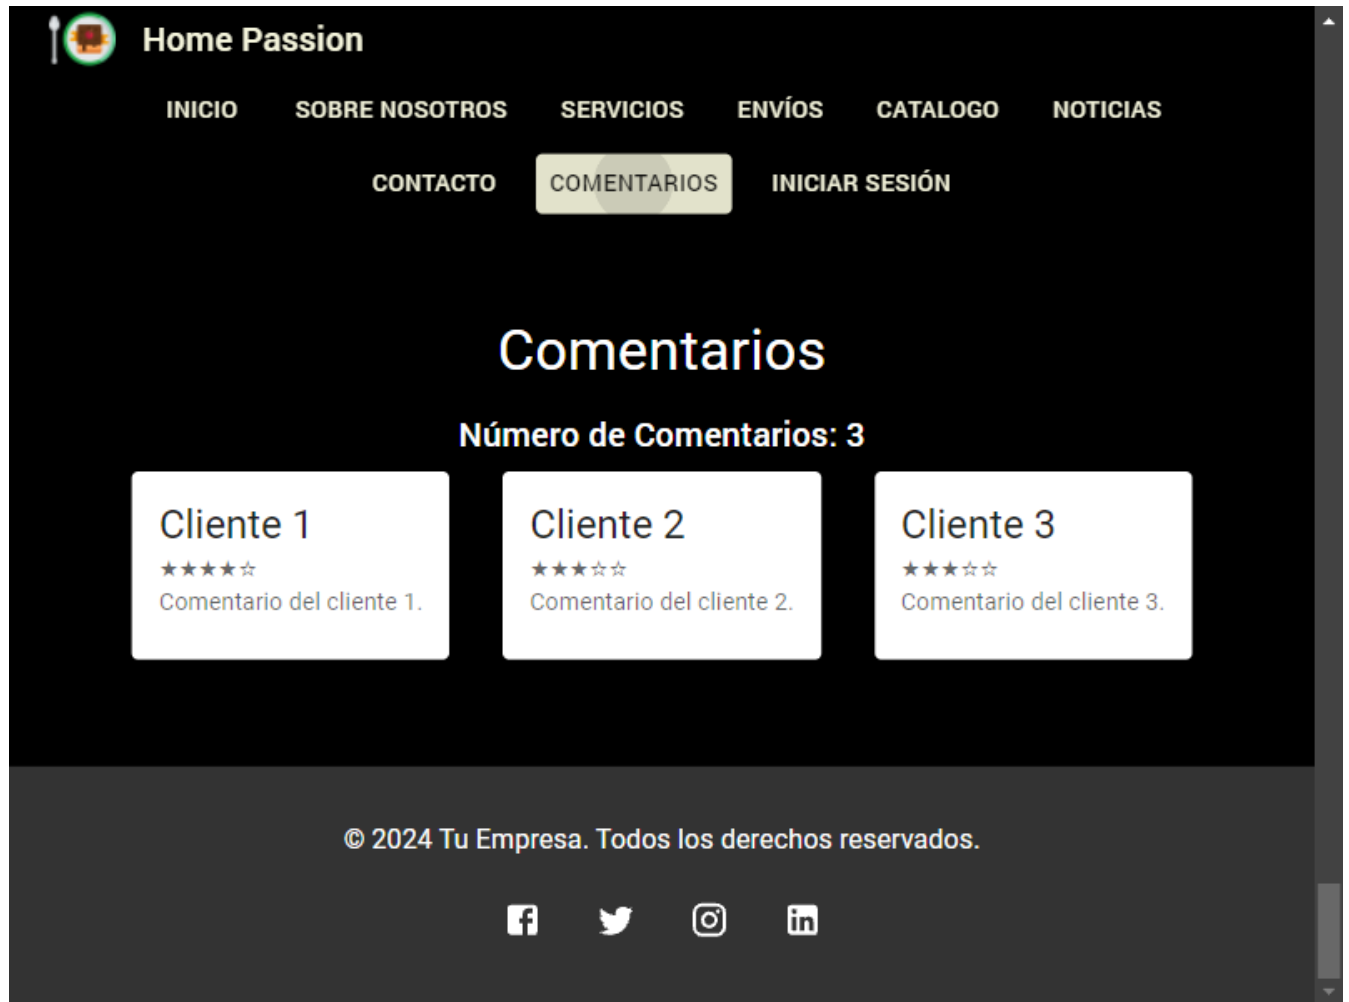 Home Passion
INICIO SOBRE NOSOTROS SERVICIOS ENVÍOS CATALOGO NOTICIAS
CONTACTO COMENTARIOS INICIAR SESIÓN
Comentarios
Número de Comentarios: 3
Cliente 1
★★★★☆
Comentario del cliente 1.
Cliente 2
★★★☆☆
Comentario del cliente 2.
Cliente 3
★★★☆☆
Comentario del cliente 3.
© 2024 Tu Empresa. Todos los derechos reservados.